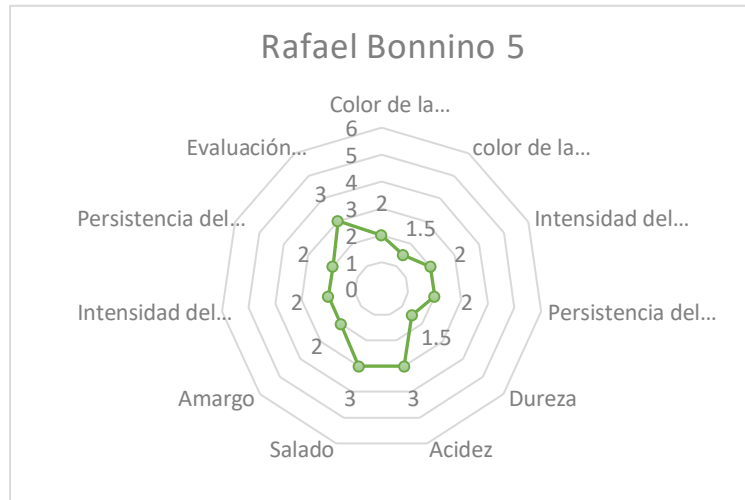 Rafael Bonnino 5
Color de la...
6
Evaluación...
color de la...
5
4
3
3
2
1.5
Persistencia del...
Intensidad del...
2
2
2
1
0
Intensidad del...
2
2
Persistencia del...
2
1.5
Amargo
Dureza
3
3
Salado
Acidez